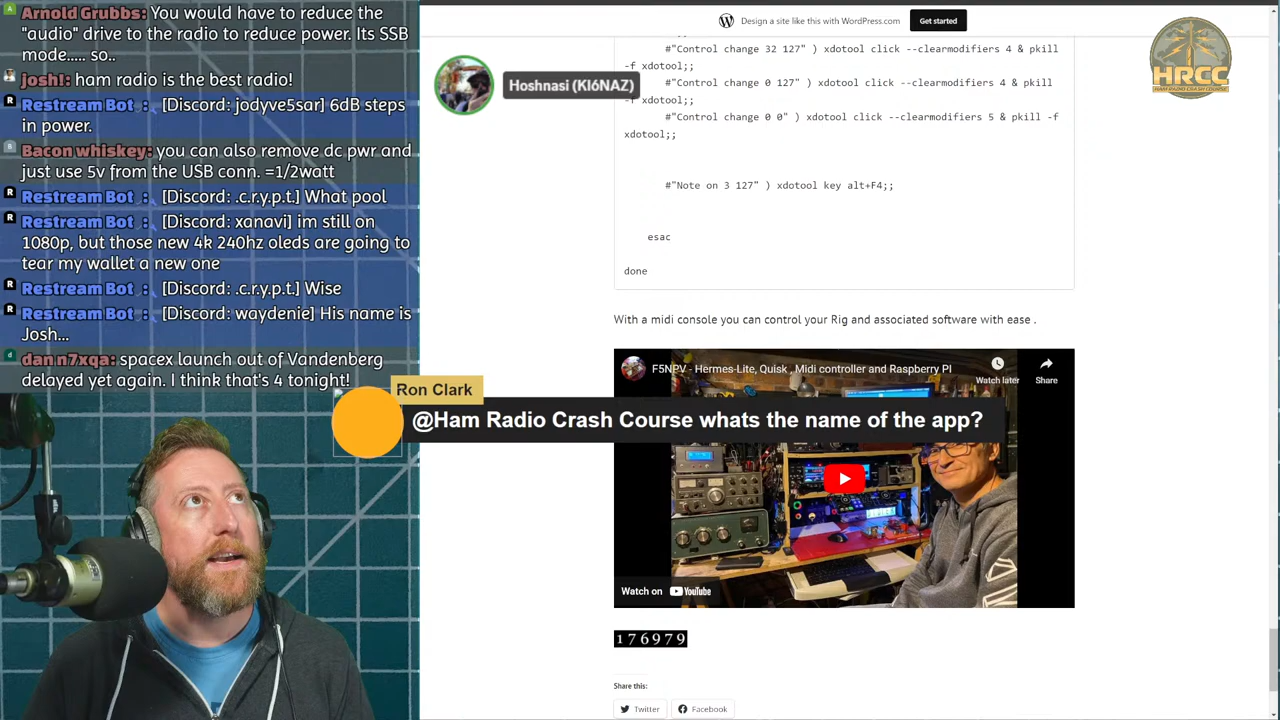 Arnold Grubbs: You would have to reduce the
"audio" drive to the radio to reduce power. Its SSB
mode..... so..
josh!: ham radio is the best radio!
Restream Bot : [Discord: jodyve5sar] 6dB steps
in power.
Bacon whiskey: you can also remove dc pwr and
just use 5v from the USB conn. =1/2watt
Restream Bot : [Discord: .c.r.y.p.t.] What pool
Restream Bot : [Discord: xanavi] im still on
1080p, but those new 4k 240hz oleds are going to
tear my wallet a new one
Restream Bot : [Discord: .c.r.y.p.t.] Wise
Restream Bot : [Discord: waydenie] His name is
Josh...
dan n7xqa: spacex launch out of Vandenberg
delayed yet again. I think that's 4 tonight!
Design a site like this with WordPress.com
Get started
HRCC
HAM RADIO CRASH COURSE
Hoshnasi (KI6NAZ)
#"Control change 32 127" ) xdotool click --clearmodifiers 4 & pkill
-f xdotool;;
#"Control change 0 127" ) xdotool click --clearmodifiers 4 & pkill
-f xdotool;;
#"Control change 0 0" ) xdotool click --clearmodifiers 5 & pkill -f
xdotool;;
#"Note on 3 127" ) xdotool key alt+F4;;
esac
done
With a midi console you can control your Rig and associated software with ease .
F5NPV - Hermes-Lite, Quisk , Midi controller and Raspberry PI
Watch later
Share
Ron Clark
@Ham Radio Crash Course whats the name of the app?
Watch on YouTube
176979
Share this:
Twitter
Facebook